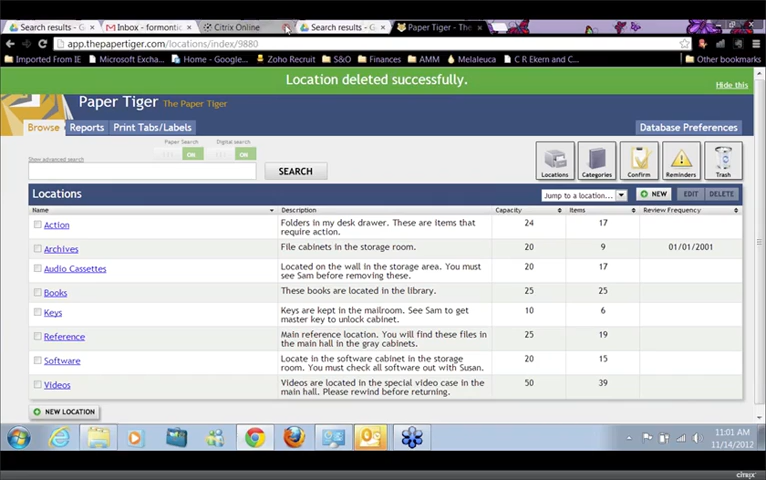 Search results - G
Inbox - formonti
Citrix Online
Search results - G
Paper Tiger - The
app.thepapertiger.com/locations/index/9880
Imported From IE
Microsoft Exch...
Home - Google...
Zoho Recruit
S&O
Finances
AMM
Melaleuca
C R Ekern and C...
Other bookmarks
Location deleted successfully.
Hide this
Paper Tiger The Paper Tiger
Browse Reports Print Tabs/Labels
Database Preferences
Paper Search
Digital search
ON
ON
Show advanced search
SEARCH
Locations
Categories
Confirm
Reminders
Trash
Locations
Jump to a location...
NEW
EDIT
DELETE
Name Description Capacity Items Review Frequency
Action Folders in my desk drawer. These are items that 24 17
require action.
Archives File cabinets in the storage room. 20 9 01/01/2001
Audio Cassettes Located on the wall in the storage area. You must 20 17
see Sam before removing these.
Books These books are located in the library. 25 25
Keys Keys are kept in the mailroom. See Sam to get 10 6
master key to unlock cabinet.
Reference Main reference location. You will find these files in 25 19
the main hall in the gray cabinets.
Software Locate in the software cabinet in the storage 20 15
room. You must check all software out with Susan.
Videos Videos are located in the special video case in the 50 39
main hall. Please rewind before returning.
NEW LOCATION
11:01 AM
11/14/2012
citrix